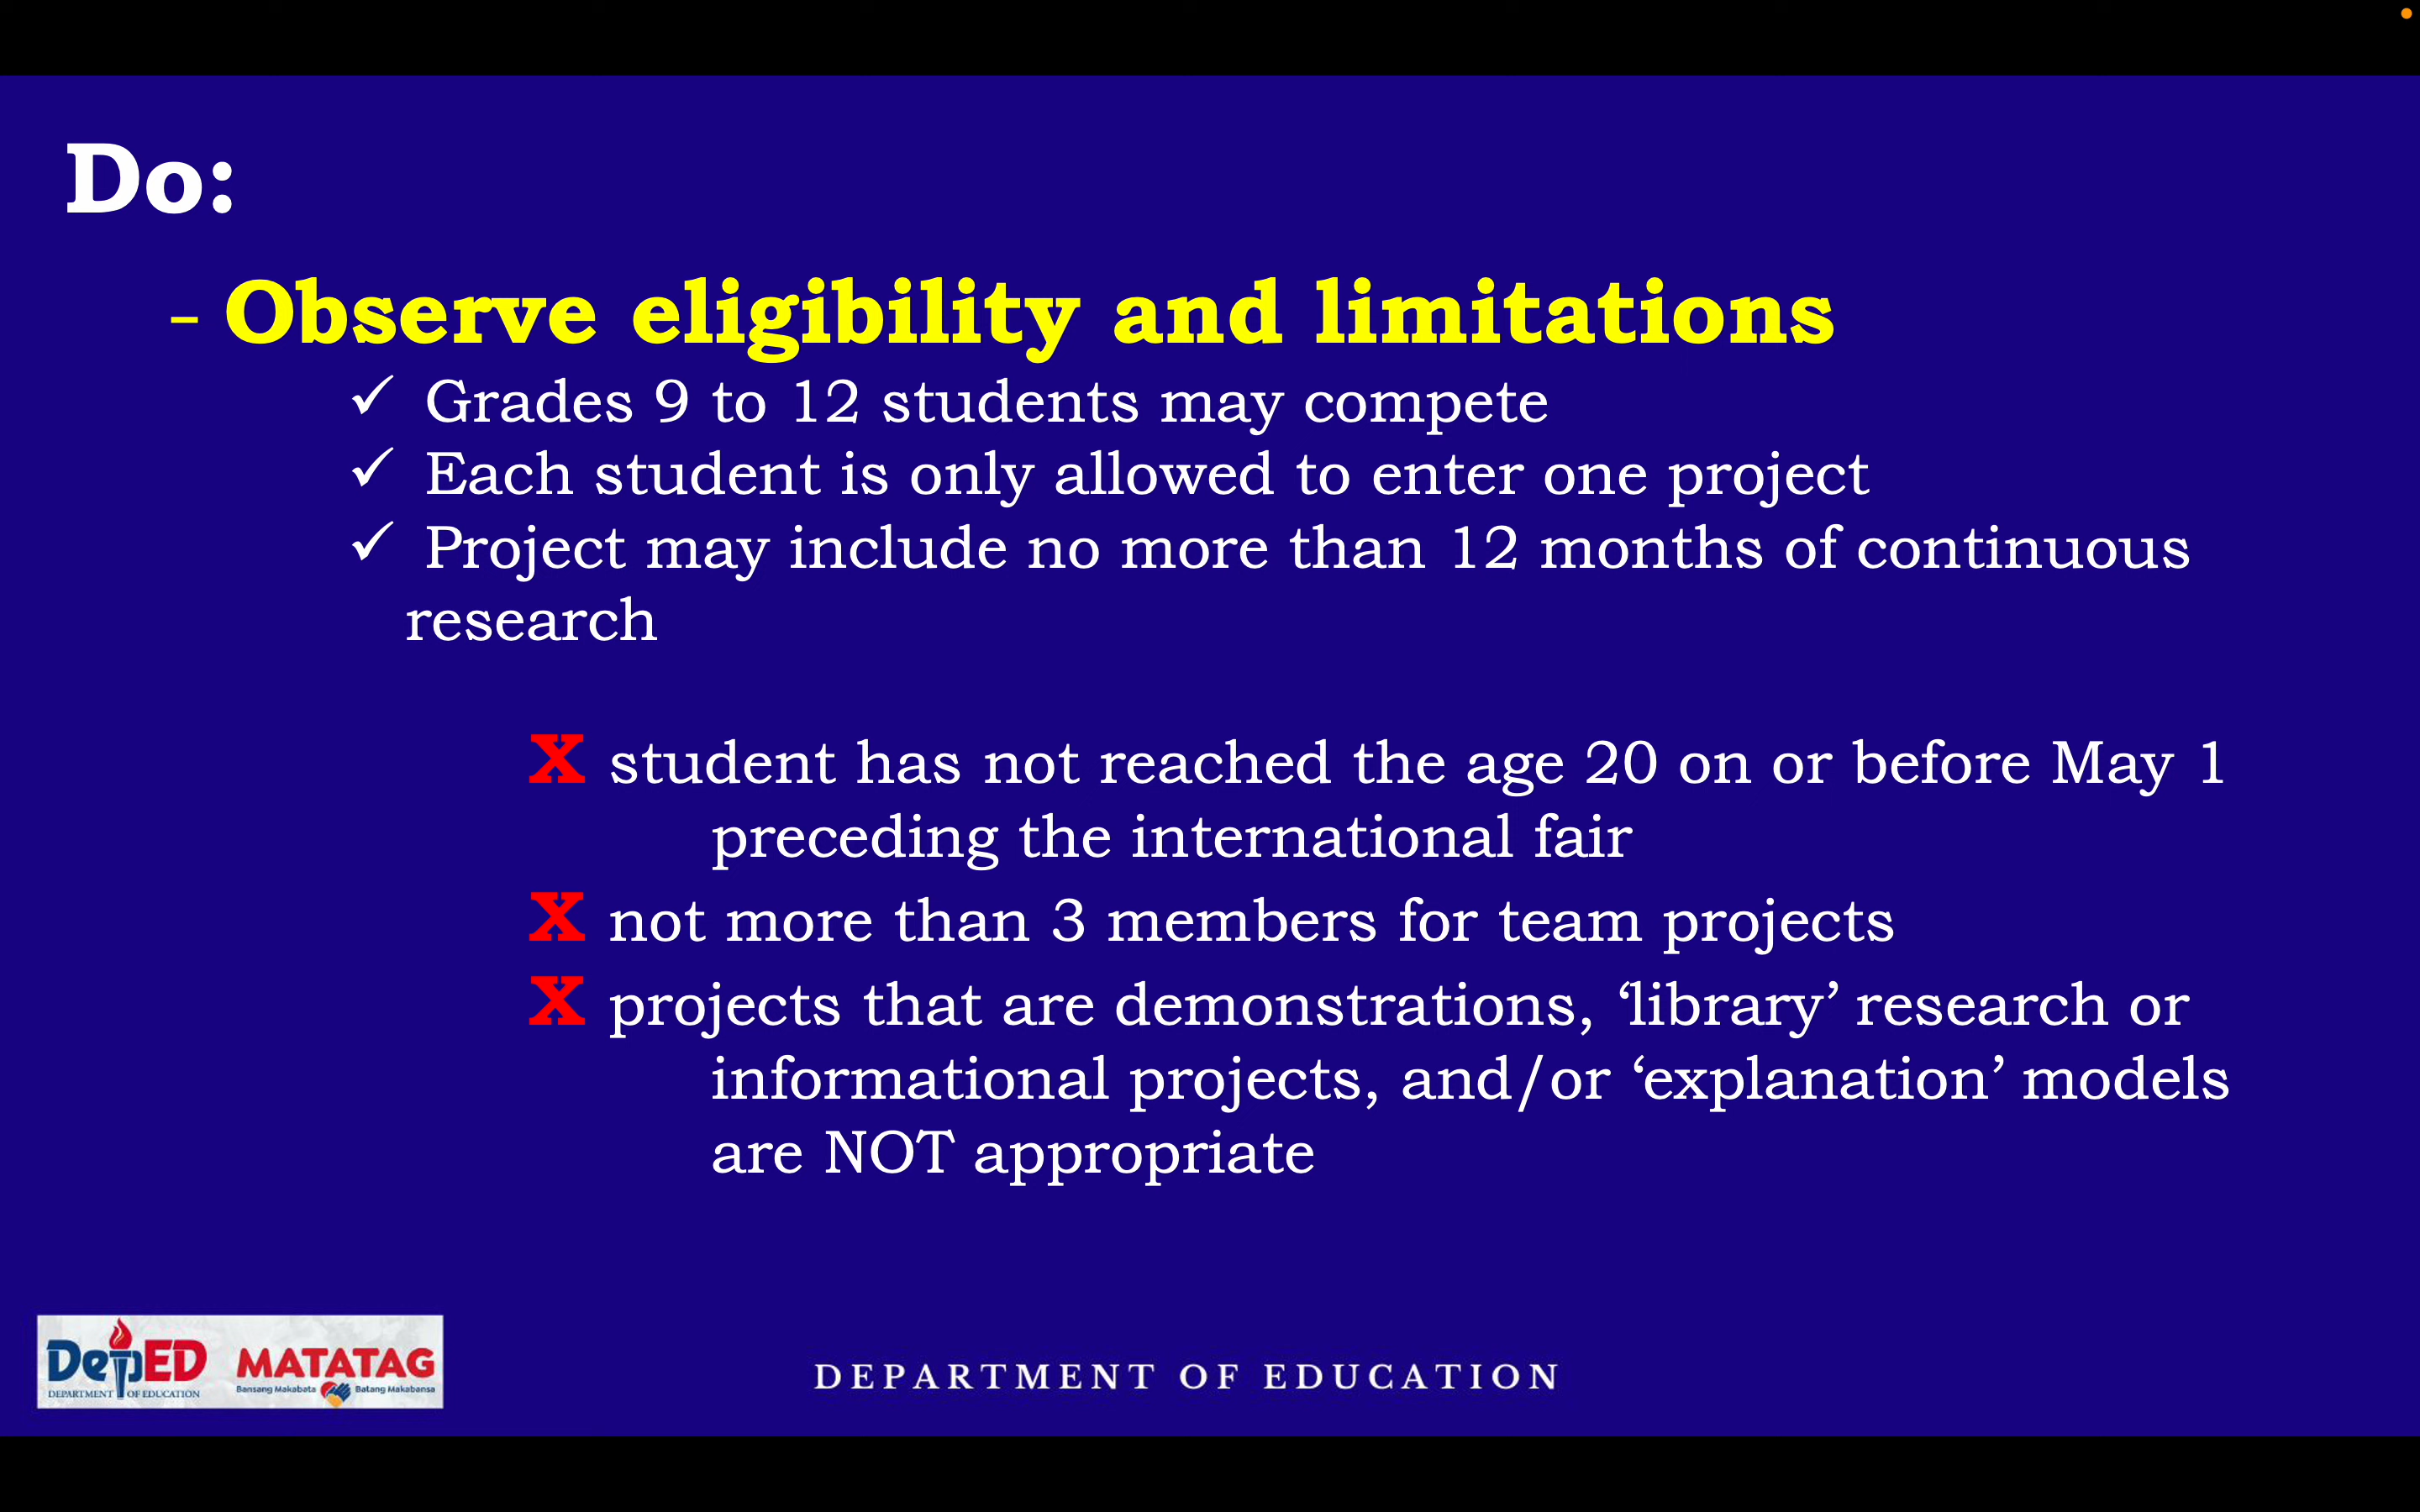 Do:
- Observe eligibility and limitations
✓ Grades 9 to 12 students may compete
✓ Each student is only allowed to enter one project
✓ Project may include no more than 12 months of continuous
research
X student has not reached the age 20 on or before May 1
preceding the international fair
X not more than 3 members for team projects
X projects that are demonstrations, ‘library’ research or
informational projects, and/or ‘explanation’ models
are NOT appropriate
DepED MATATAG
DEPARTMENT OF EDUCATION Bansang Makabata Batang Makabansa
DEPARTMENT OF EDUCATION